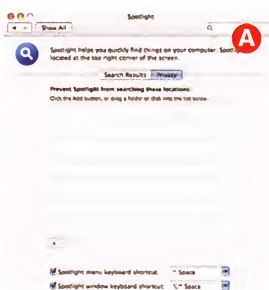 Spotlight
Show All
A
Spotlight helps you quickly find things on your computer. Spotlight
located at the top right corner of the screen.
Search Results Privacy
Prevent Spotlight from searching these locations:
Click the Add button, or drag a folder or disk into the list below.
+
Spotlight menu keyboard shortcut: ^ Space
Spotlight window keyboard shortcut: ⌥^ Space